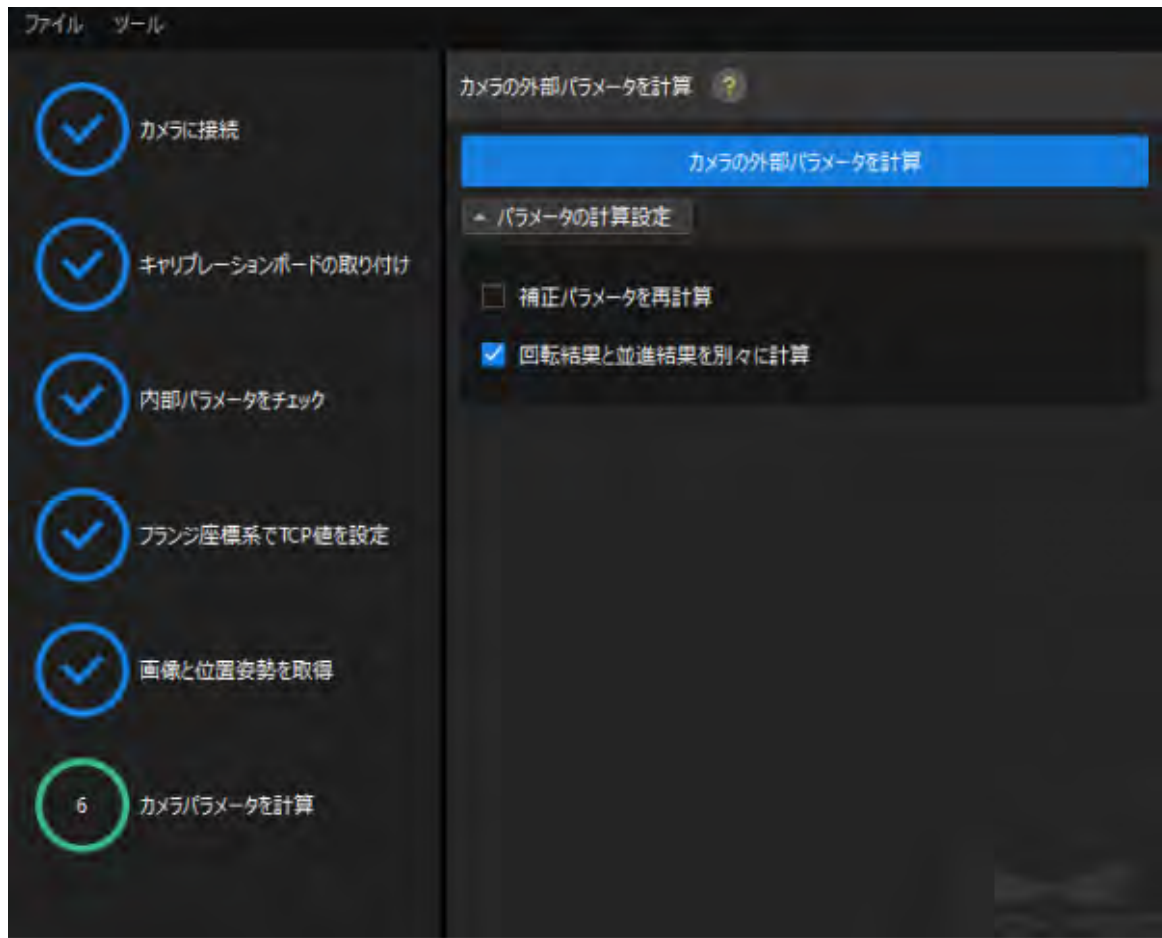 ファイル ツール
カメラに接続
キャリブレーションボードの取り付け
内部パラメータをチェック
フランジ座標系でTCP値を設定
画像と位置姿勢を取得
6 カメラパラメータを計算
カメラの外部パラメータを計算 ?
カメラの外部パラメータを計算
パラメータの計算設定
補正パラメータを再計算
回転結果と並進結果を別々に計算